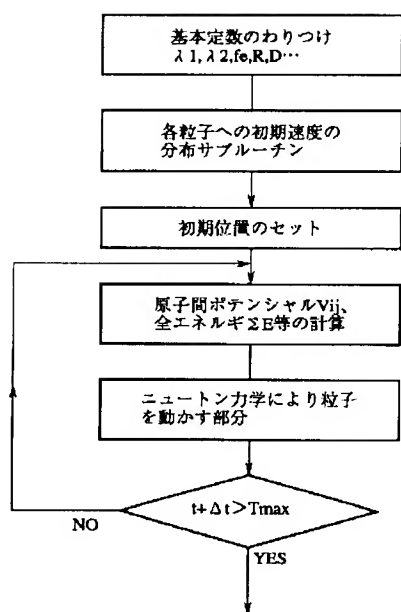 基本定数のわりつけ
λ1,λ2,fe,R,D…
各粒子への初期速度の
分布サブルーチン
初期位置のセット
原子間ポテンシャルVij、
全エネルギΣE等の計算
ニュートン力学により粒子
を動かす部分
t+Δt>Tmax
NO
YES